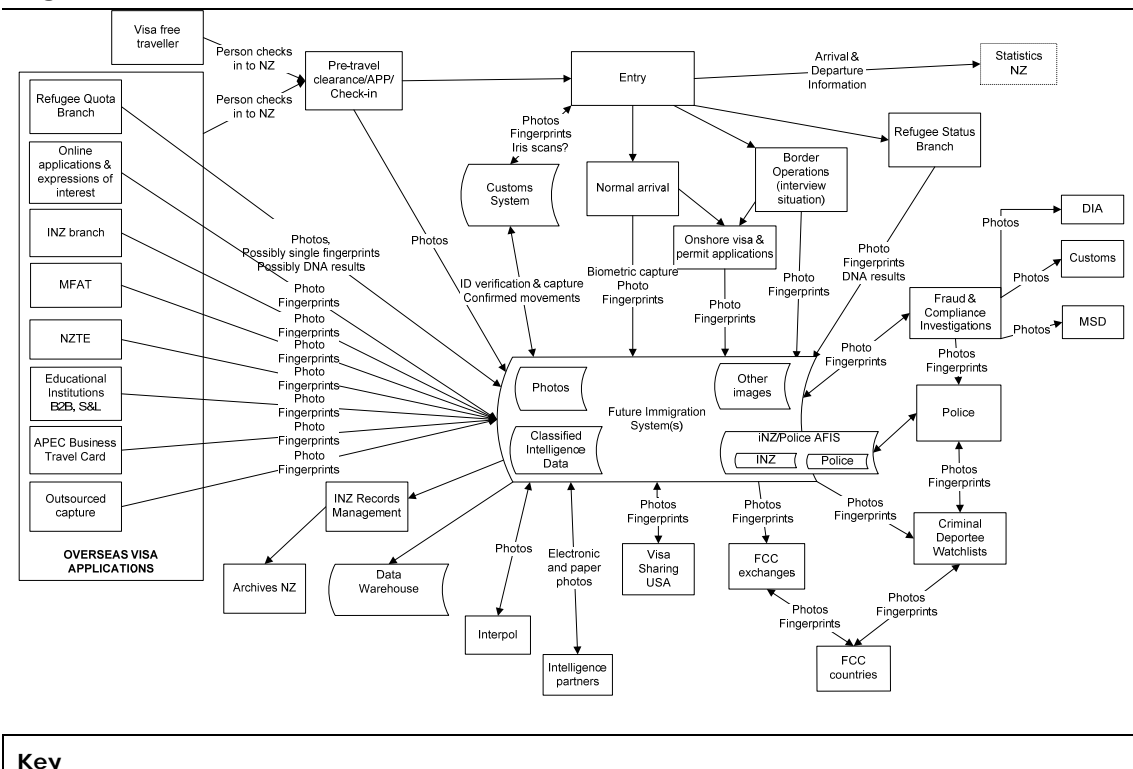 Visa free
traveller
Person checks
in to NZ
Person checks
in to NZ
Pre-travel
clearance/APP/
Check-in
Entry
Arrival &
Departure
Information
Statistics
NZ
Refugee Quota
Branch
Online
applications &
expressions of
interest
INZ branch
MFAT
NZTE
Educational
Institutions
B2B, S&L
APEC Business
Travel Card
Outsourced
capture
OVERSEAS VISA
APPLICATIONS
Photos
Fingerprints
Iris scans?
Customs
System
Normal arrival
Border
Operations
(interview
situation)
Refugee Status
Branch
Onshore visa &
permit applications
Photos,
Possibly single fingerprints
Possibly DNA results
Photos
ID verification & capture
Confirmed movements
Biometric capture
Photo
Fingerprints
Photo
Fingerprints
Photo
Fingerprints
Photo
Fingerprints
DNA results
Photos
DIA
Photos
Customs
Photos
MSD
Fraud &
Compliance
Investigations
Photo
Fingerprints
Photo
Fingerprints
Photo
Fingerprints
Photo
Fingerprints
Photo
Fingerprints
Photo
Fingerprints
Photo
Fingerprints
Photo
Fingerprints
Photos
Fingerprints
Police
Photos
Other
images
Future Immigration
System(s)
Classified
Intelligence
Data
iNZ/Police AFIS
INZ
Police
INZ Records
Management
Archives NZ
Data
Warehouse
Photos
Interpol
Electronic
and paper
photos
Intelligence
partners
Photos
Fingerprints
Visa
Sharing
USA
Photos
Fingerprints
FCC
exchanges
Photos
Fingerprints
Photos
Fingerprints
Criminal
Deportee
Watchlists
Photos
Fingerprints
Photos
Fingerprints
FCC
countries
Key